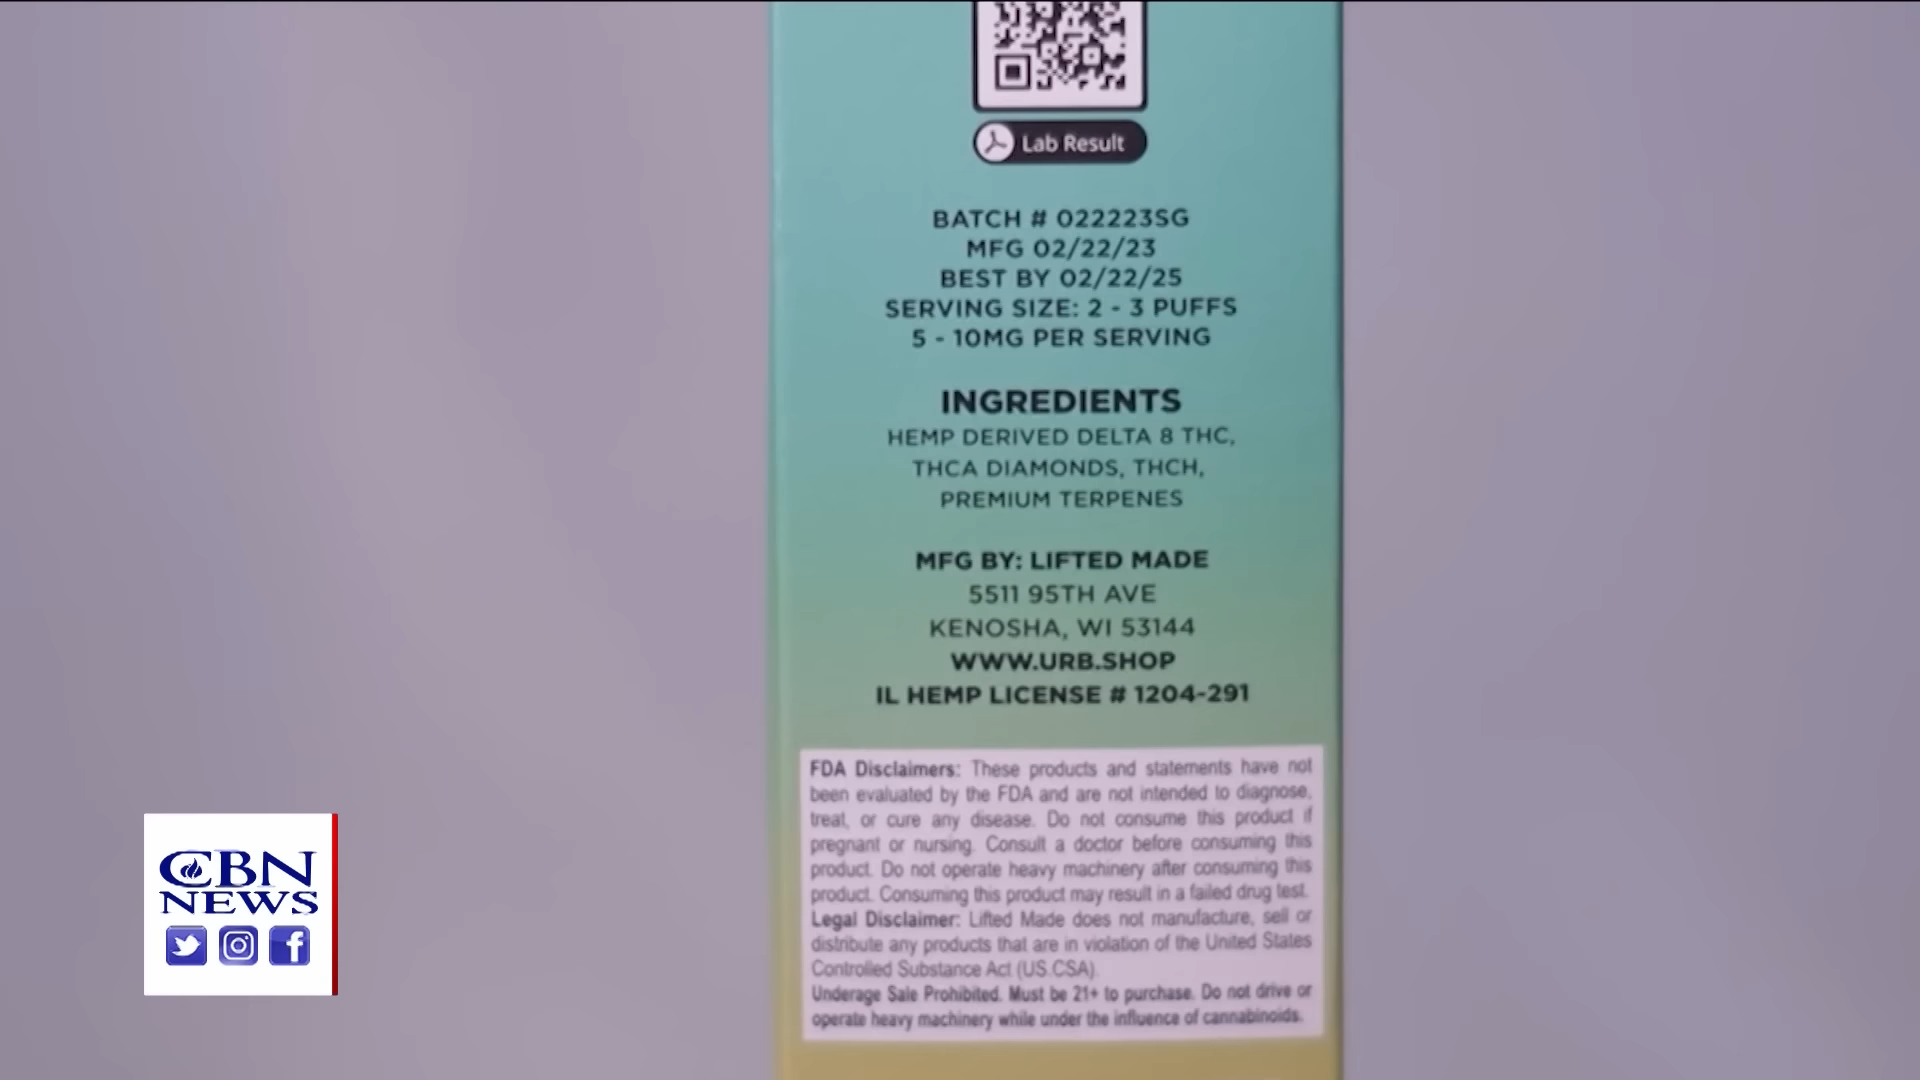 Lab Result
BATCH # 022223SG
MFG 02/22/23
BEST BY 02/22/25
SERVING SIZE: 2 - 3 PUFFS
5 - 10MG PER SERVING
INGREDIENTS
HEMP DERIVED DELTA 8 THC,
THCA DIAMONDS, THCH,
PREMIUM TERPENES
MFG BY: LIFTED MADE
5511 95TH AVE
KENOSHA, WI 53144
WWW.URB.SHOP
IL HEMP LICENSE # 1204-291
FDA Disclaimers: These products and statements have not
been evaluated by the FDA and are not intended to diagnose,
treat, or cure any disease. Do not consume this product if
pregnant or nursing. Consult a doctor before consuming this
product. Do not operate heavy machinery after consuming this
product. Consuming this product may result in a failed drug test.
Legal Disclaimer: Lifted Made does not manufacture, sell or
distribute any products that are in violation of the United States
Controlled Substance Act (US.CSA).
Underage Sale Prohibited. Must be 21+ to purchase. Do not drive or
operate heavy machinery while under the influence of cannabinoids.
CBN
NEWS